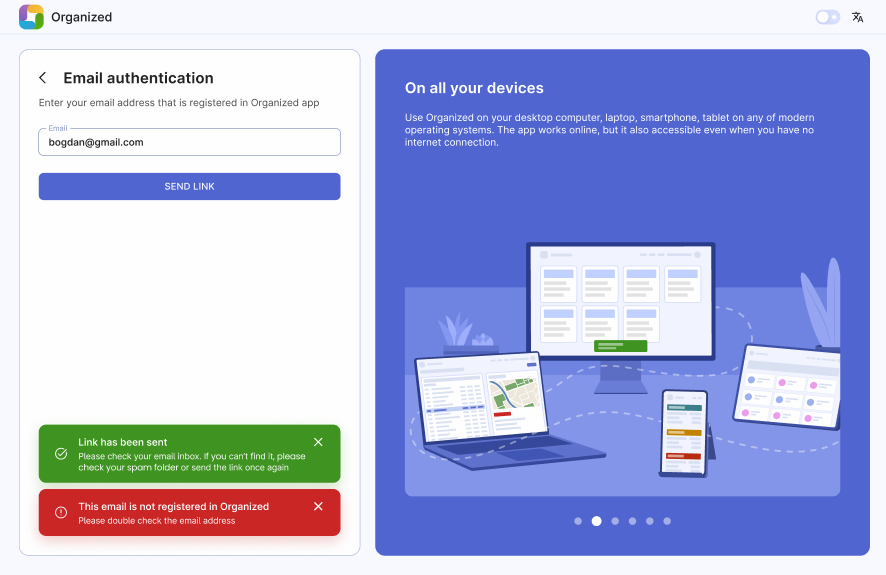 Organized
Email authentication
Enter your email address that is registered in Organized app
Email
bogdan@gmail.com
SEND LINK
Link has been sent
Please check your email inbox. If you can't find it, please
check your spam folder or send the link once again
This email is not registered in Organized
Please double check the email address
On all your devices
Use Organized on your desktop computer, laptop, smartphone, tablet on any of modern
operating systems. The app works online, but it also accessible even when you have no
internet connection.